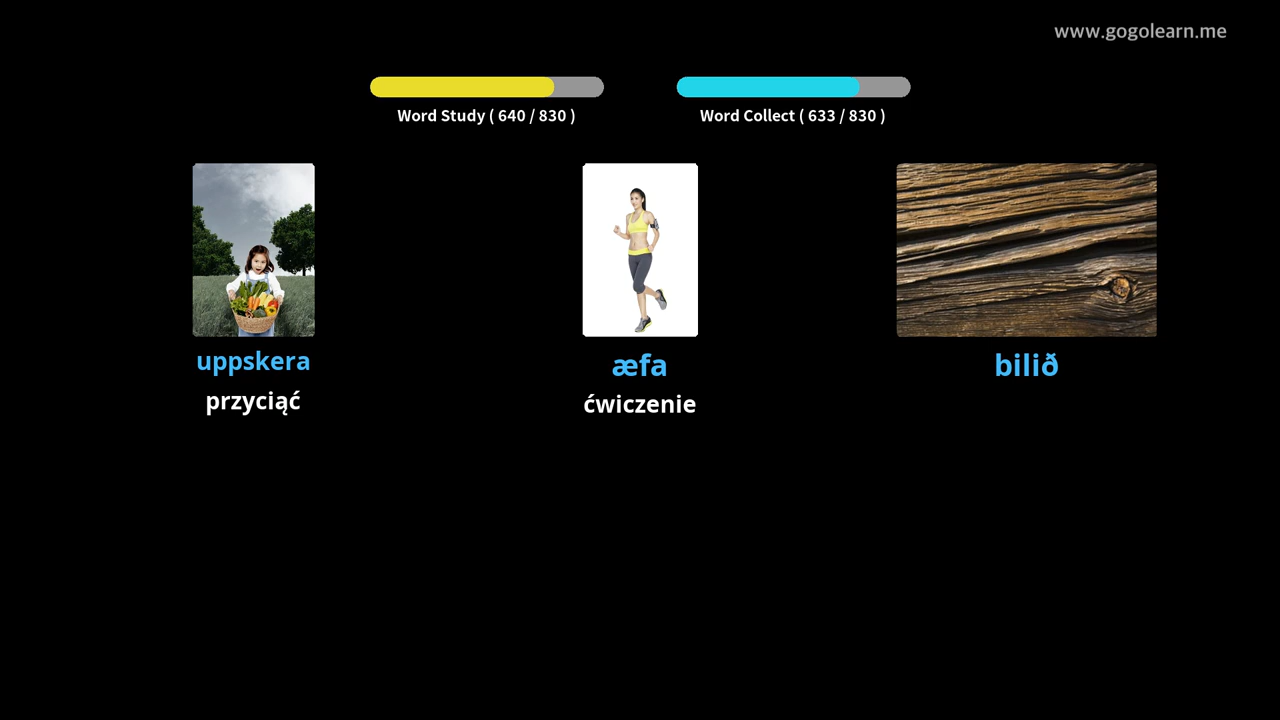 www.gogolearn.me
Word Study ( 640 / 830 )
Word Collect ( 633 / 830 )
uppskera
æfa
bilið
przyciąć
ćwiczenie